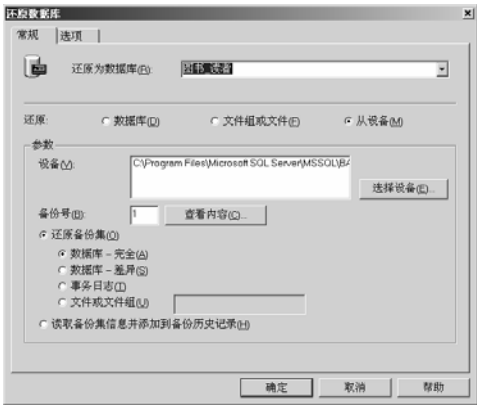 还原数据库
常规 选项
还原为数据库(R): 图书_读者
还原: 数据库(D) 文件组或文件(F) 从设备(M)
参数
设备(V): C:\Program Files\Microsoft SQL Server\MSSQL\BA
选择设备(E)...
备份号(B): 1 查看内容(C)...
还原备份集(O)
数据库 - 完全(A)
数据库 - 差异(S)
事务日志(T)
文件或文件组(U)
读取备份集信息并添加到备份历史记录(H)
确定 取消 帮助